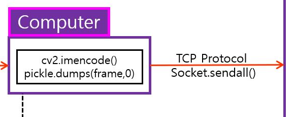 Computer
cv2.imencode()
pickle.dumps(frame,0)
TCP Protocol
Socket.sendall()